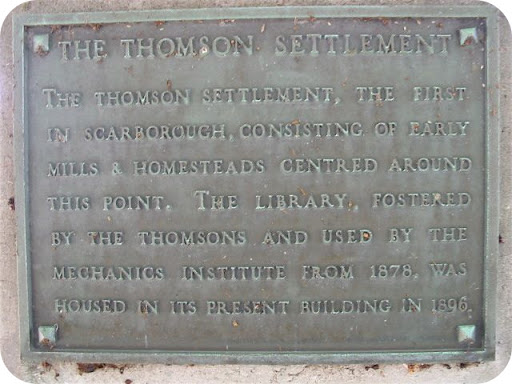 THE THOMSON SETTLEMENT
THE THOMSON SETTLEMENT, THE FIRST
IN SCARBOROUGH, CONSISTING OF EARLY
MILLS & HOMESTEADS CENTRED AROUND
THIS POINT. THE LIBRARY, FOSTERED
BY THE THOMSONS AND USED BY THE
MECHANICS INSTITUTE FROM 1878, WAS
HOUSED IN ITS PRESENT BUILDING IN 1896.